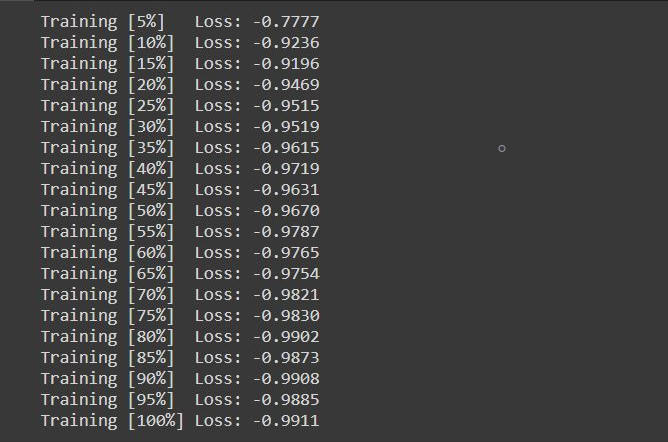 Training [5%]   Loss: -0.7777
Training [10%]  Loss: -0.9236
Training [15%]  Loss: -0.9196
Training [20%]  Loss: -0.9469
Training [25%]  Loss: -0.9515
Training [30%]  Loss: -0.9519
Training [35%]  Loss: -0.9615
Training [40%]  Loss: -0.9719
Training [45%]  Loss: -0.9631
Training [50%]  Loss: -0.9670
Training [55%]  Loss: -0.9787
Training [60%]  Loss: -0.9765
Training [65%]  Loss: -0.9754
Training [70%]  Loss: -0.9821
Training [75%]  Loss: -0.9830
Training [80%]  Loss: -0.9902
Training [85%]  Loss: -0.9873
Training [90%]  Loss: -0.9908
Training [95%]  Loss: -0.9885
Training [100%] Loss: -0.9911